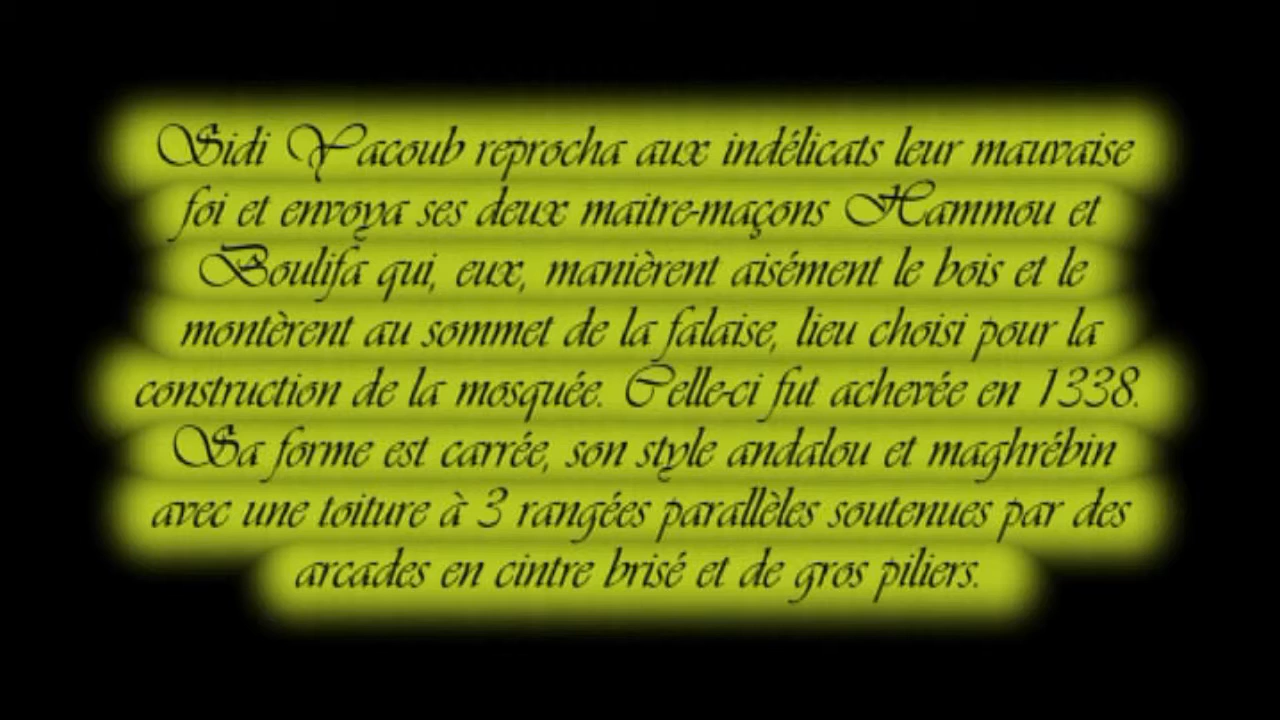 Sidi Yacoub reprocha aux indélicats leur mauvaise
foi et envoya ses deux maitre-maçons Hammou et
Boulifa qui, eux, manièrent aisément le bois et le
montèrent au sommet de la falaise, lieu choisi pour la
construction de la mosquée. Celle-ci fut achevée en 1338.
Sa forme est carrée, son style andalou et maghrébin
avec une toiture à 3 rangées parallèles soutenues par des
arcades en cintre brisé et de gros piliers.